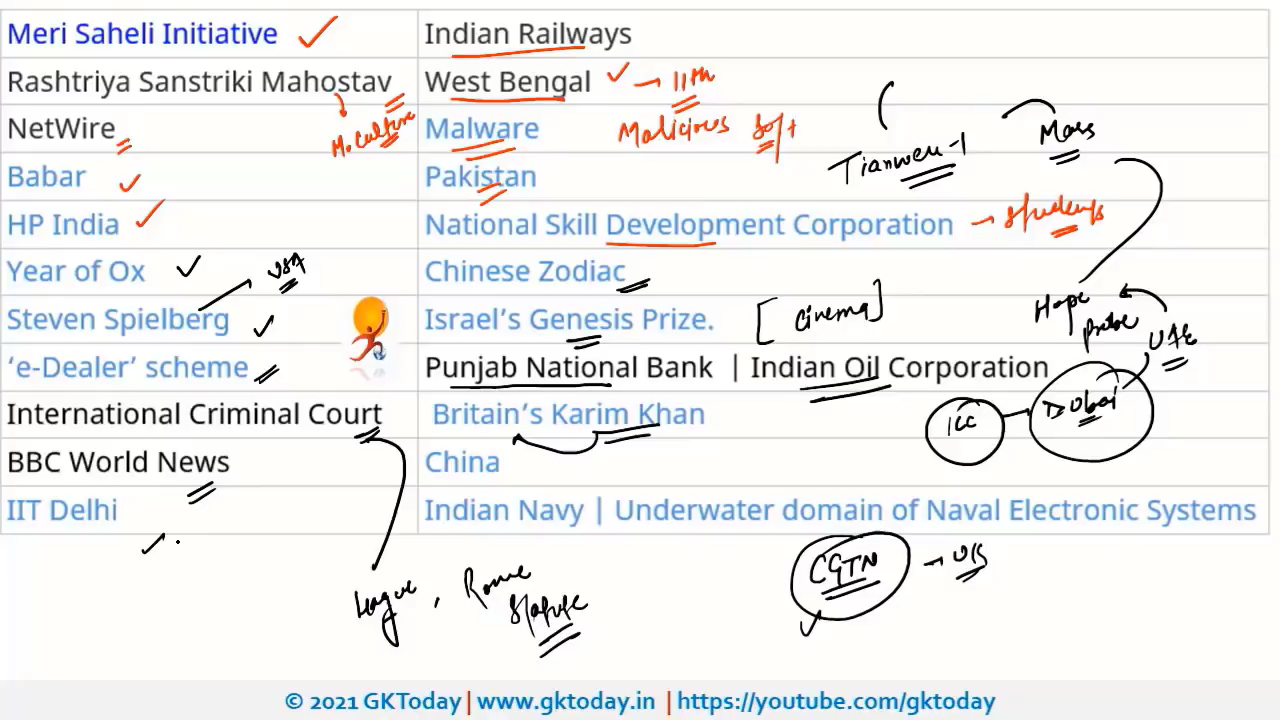 Meri Saheli Initiative Indian Railways
Rashtriya Sanstriki Mahostav West Bengal → 11th
M. Culture
NetWire Malware Malicious Soft
Mars
Tianwen-1
Babar Pakistan
HP India National Skill Development Corporation → Students
Year of Ox USA Chinese Zodiac
Steven Spielberg Israel's Genesis Prize. [cinema]
Hope
Probe
UAE
'e-Dealer' scheme Punjab National Bank | Indian Oil Corporation
International Criminal Court Britain's Karim Khan
ICC Dubai
BBC World News China
IIT Delhi Indian Navy | Underwater domain of Naval Electronic Systems
CGTN → UK
Hague, Rome
Statute
© 2021 GKToday | www.gktoday.in | https://youtube.com/gktoday